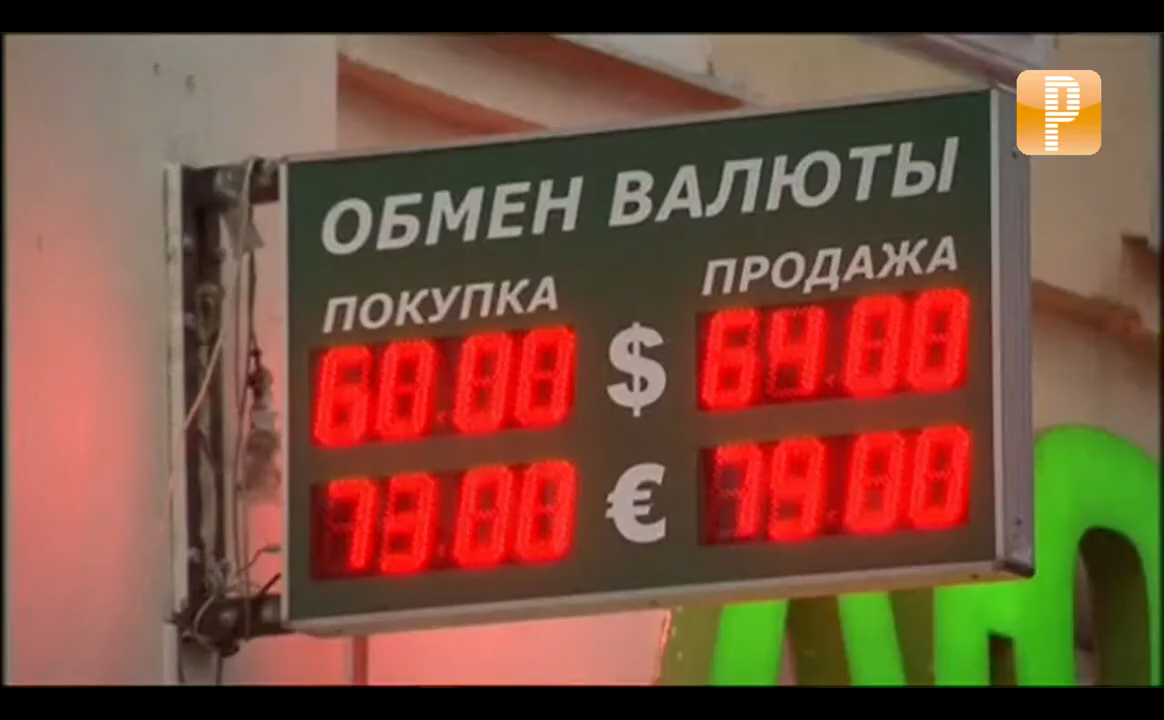 P
ОБМЕН ВАЛЮТЫ
ПОКУПКА ПРОДАЖА
60.00 $ 64.00
73.00 € 79.00